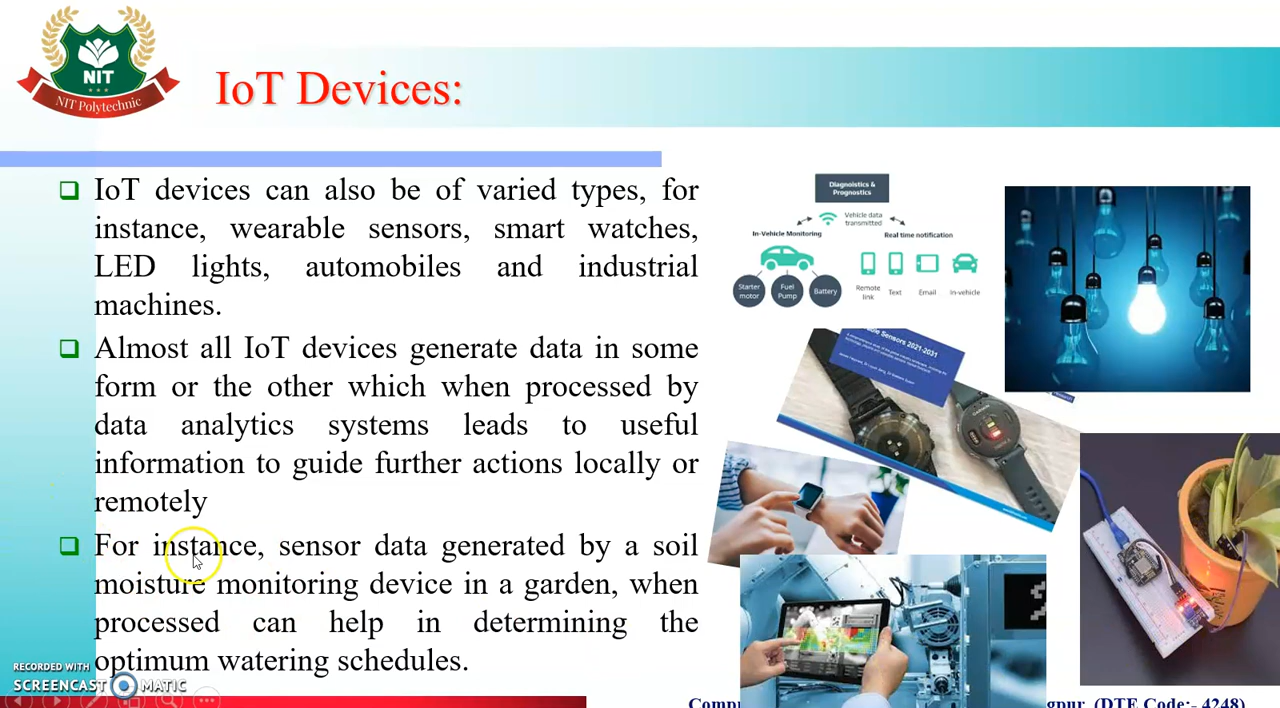 NIT
NIT Polytechnic
IoT Devices:
IoT devices can also be of varied types, for
instance, wearable sensors, smart watches,
LED lights, automobiles and industrial
machines.
Almost all IoT devices generate data in some
form or the other which when processed by
data analytics systems leads to useful
information to guide further actions locally or
remotely
For instance, sensor data generated by a soil
moisture monitoring device in a garden, when
processed can help in determining the
optimum watering schedules.
Diagnostics &
Prognostics
Vehicle data
transmitted
In-Vehicle Monitoring
Real time notification
Starter
motor
Fuel
Pump
Battery
Remote
link
Text
Email
In-vehicle
Sensors 2021-2031
RECORDED WITH
SCREENCAST MATIC
(DTE Code:- 4248)